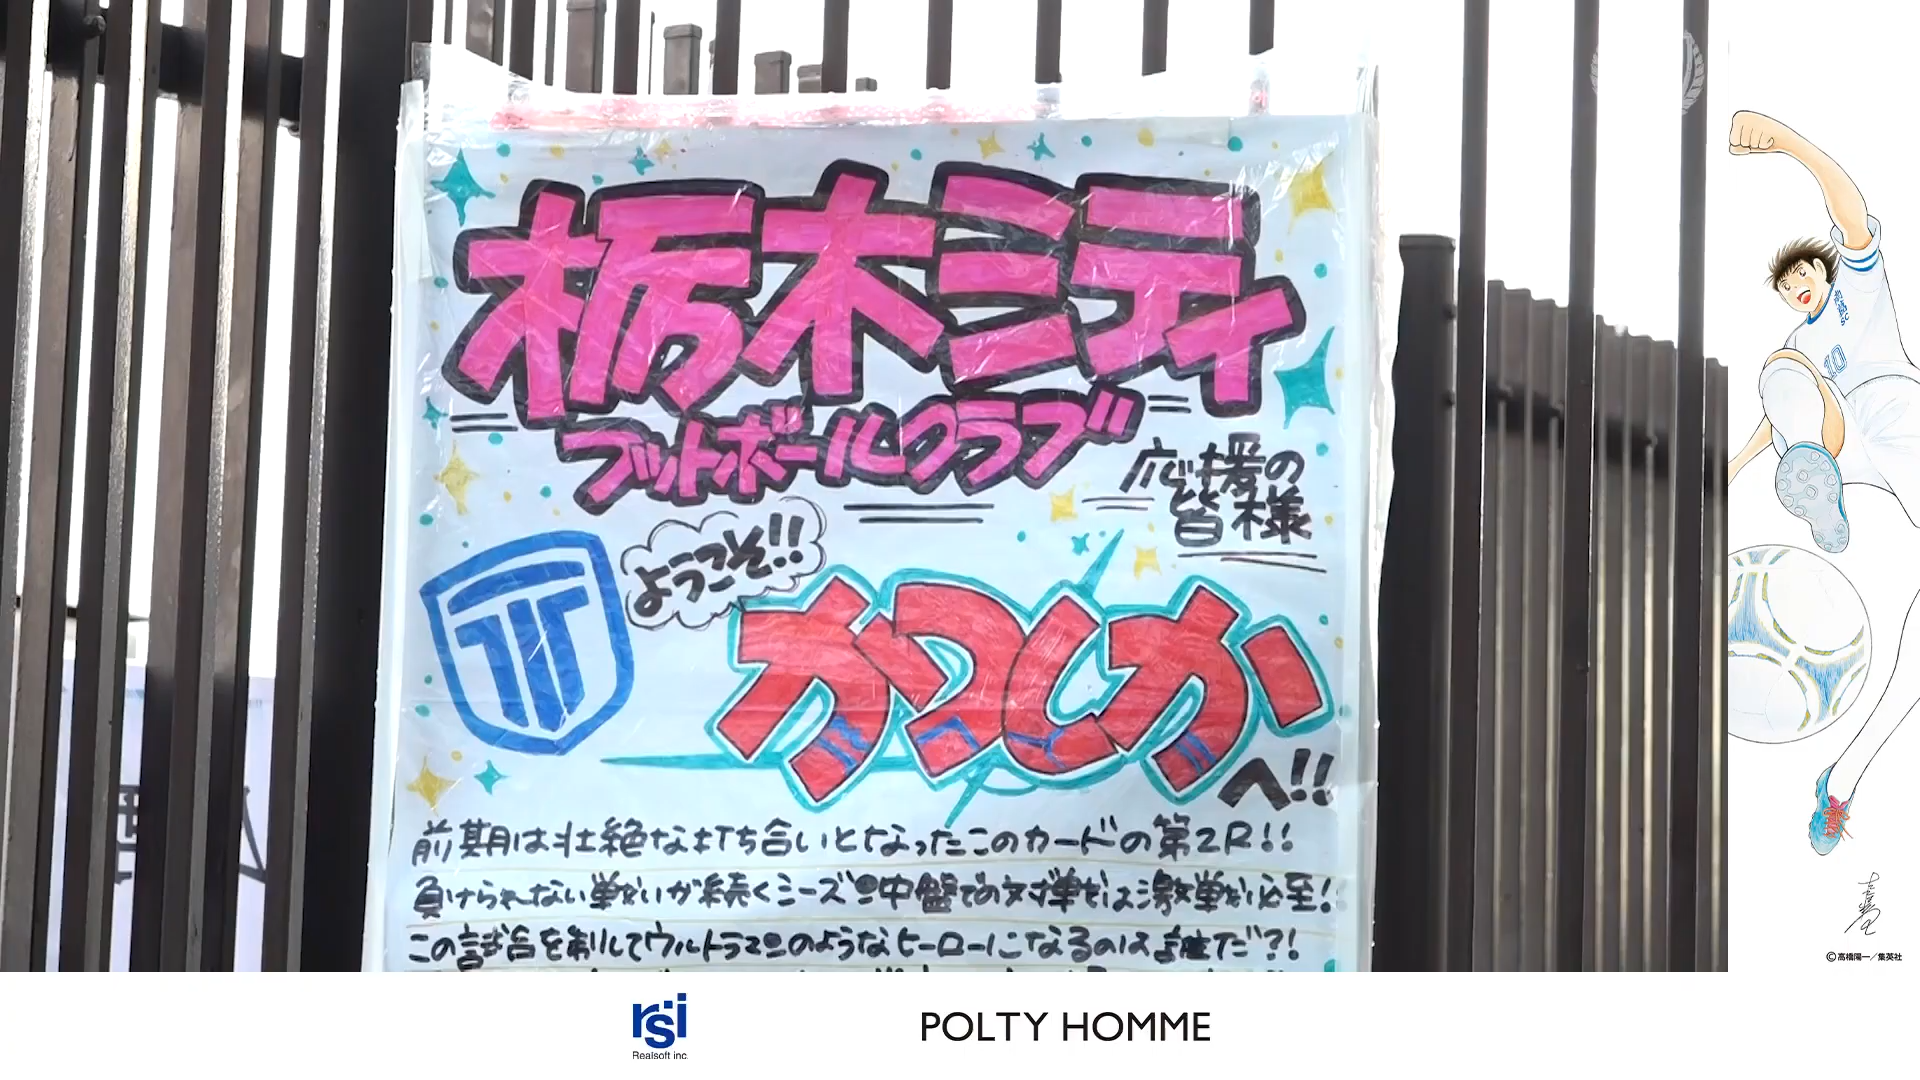 栃木ミティ
フットボールクラブ
応援の
皆様
ようこそ!!
かつしか
へ!!
前期は壮絶な打ち合いとなったこのカードの第2R!!
負けられない戦いが続くシーズン中盤での対戦は激戦必至!
この試合を制してウルトラマンのようなヒーローになるのは誰だ?!
10
©高橋陽一/集英社
rsi
Realsoft inc.
POLTY HOMME